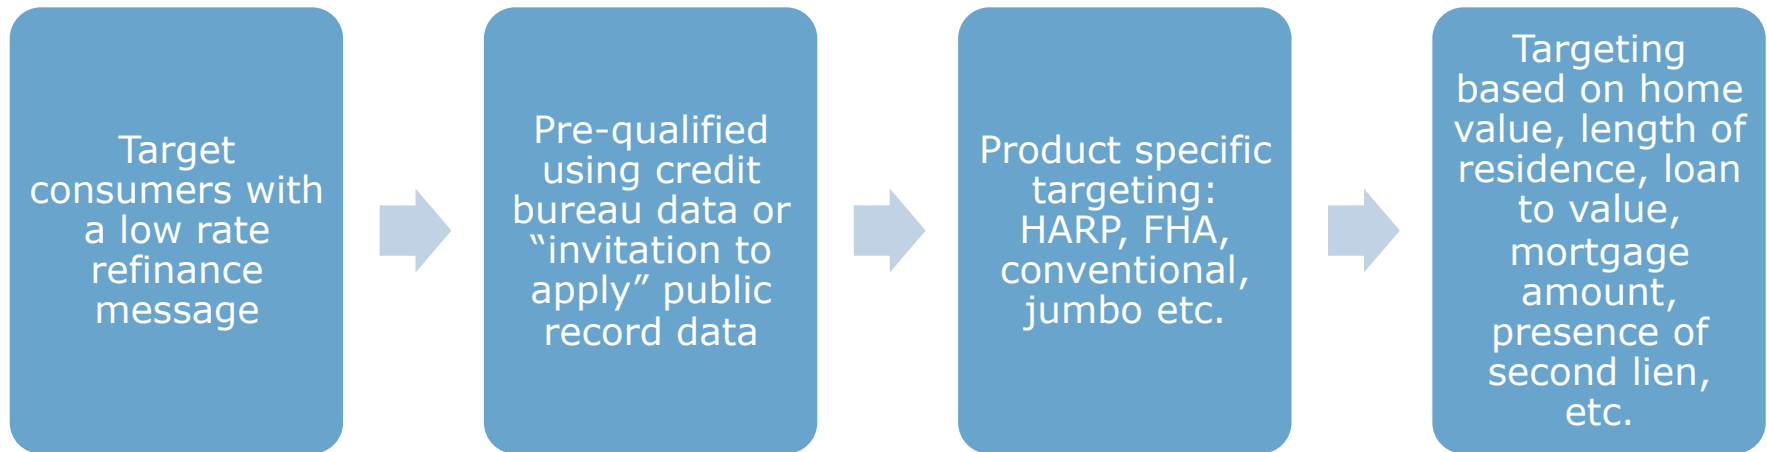 Target
consumers with
a low rate
refinance
message
Pre-qualified
using credit
bureau data or
“invitation to
apply” public
record data
Product specific
targeting:
HARP, FHA,
conventional,
jumbo etc.
Targeting
based on home
value, length of
residence, loan
to value,
mortgage
amount,
presence of
second lien,
etc.